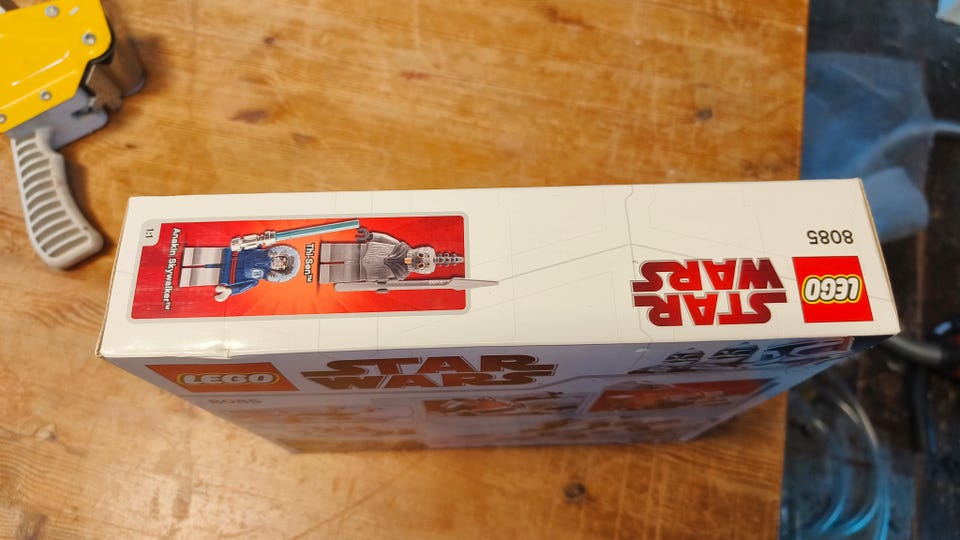 8085
LEGO
STAR
WARS
Thi-Sen™
Anakin Skywalker™
1:1
LEGO
STAR
WARS
8085